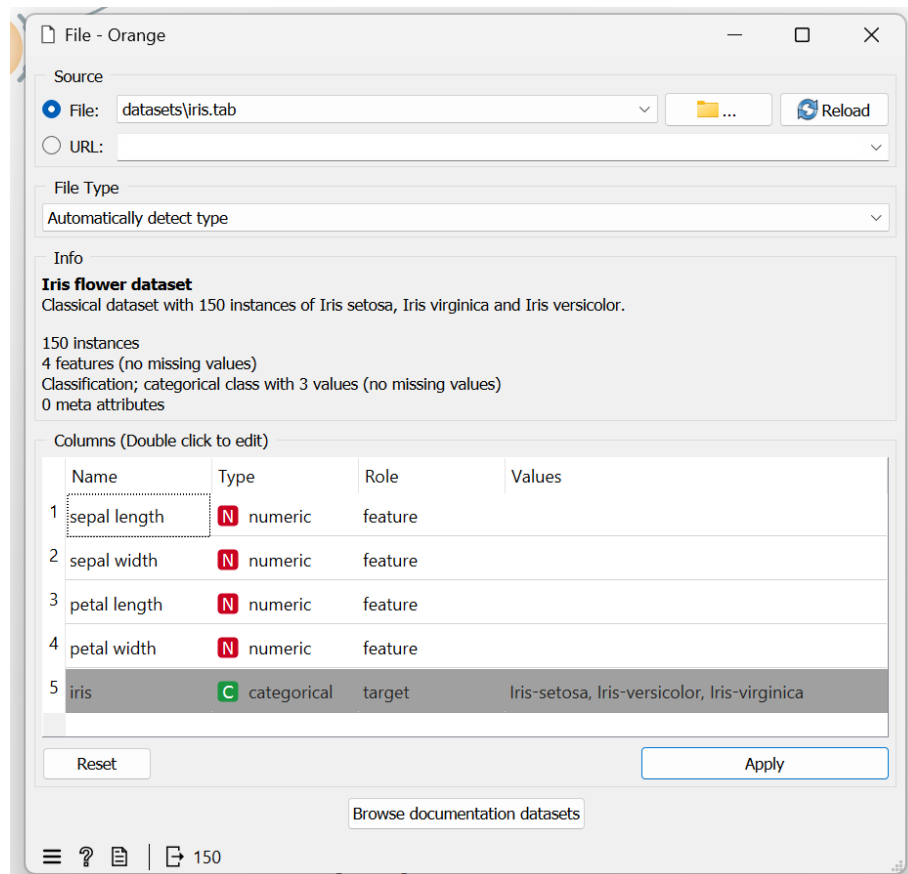 File - Orange
Source
File: datasets\iris.tab ... Reload
URL:
File Type
Automatically detect type
Info
Iris flower dataset
Classical dataset with 150 instances of Iris setosa, Iris virginica and Iris versicolor.
150 instances
4 features (no missing values)
Classification; categorical class with 3 values (no missing values)
0 meta attributes
Columns (Double click to edit)
Name Type Role Values
1 sepal length N numeric feature
2 sepal width N numeric feature
3 petal length N numeric feature
4 petal width N numeric feature
5 iris C categorical target Iris-setosa, Iris-versicolor, Iris-virginica
Reset Apply
Browse documentation datasets
? 150